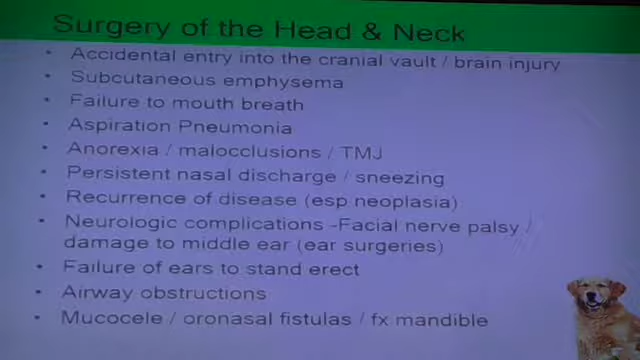 Surgery of the Head & Neck
• Accidental entry into the cranial vault / brain injury
• Subcutaneous emphysema
• Failure to mouth breath
• Aspiration Pneumonia
• Anorexia / malocclusions / TMJ
• Persistent nasal discharge / sneezing
• Recurrence of disease (esp neoplasia)
• Neurologic complications -Facial nerve palsy /
damage to middle ear (ear surgeries)
• Failure of ears to stand erect
• Airway obstructions
• Mucocele / oronasal fistulas / fx mandible